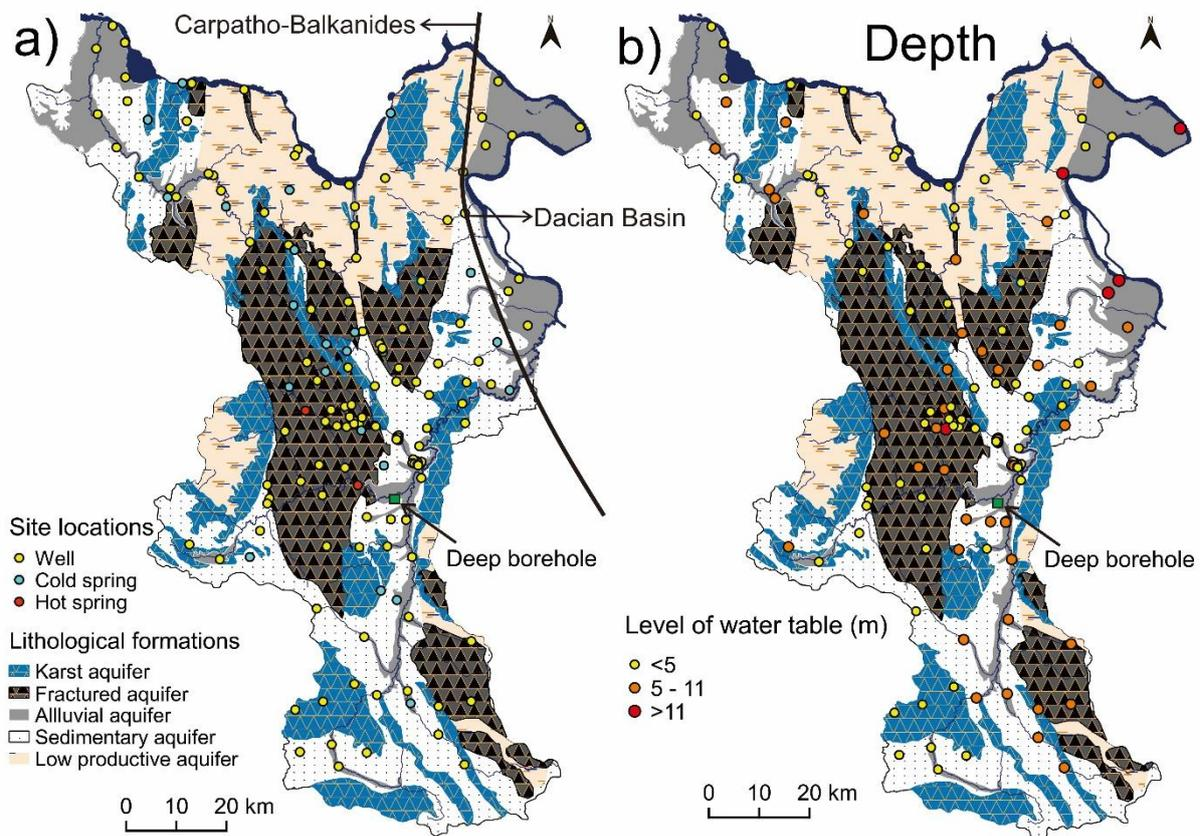 a)
Carpatho-Balkanides
N
Dacian Basin
Deep borehole
Site locations
Well
Cold spring
Hot spring
Lithological formations
Karst aquifer
Fractured aquifer
Allluvial aquifer
Sedimentary aquifer
Low productive aquifer
0 10 20 km
b)
Depth
N
Deep borehole
Level of water table (m)
<5
5 - 11
>11
0 10 20 km